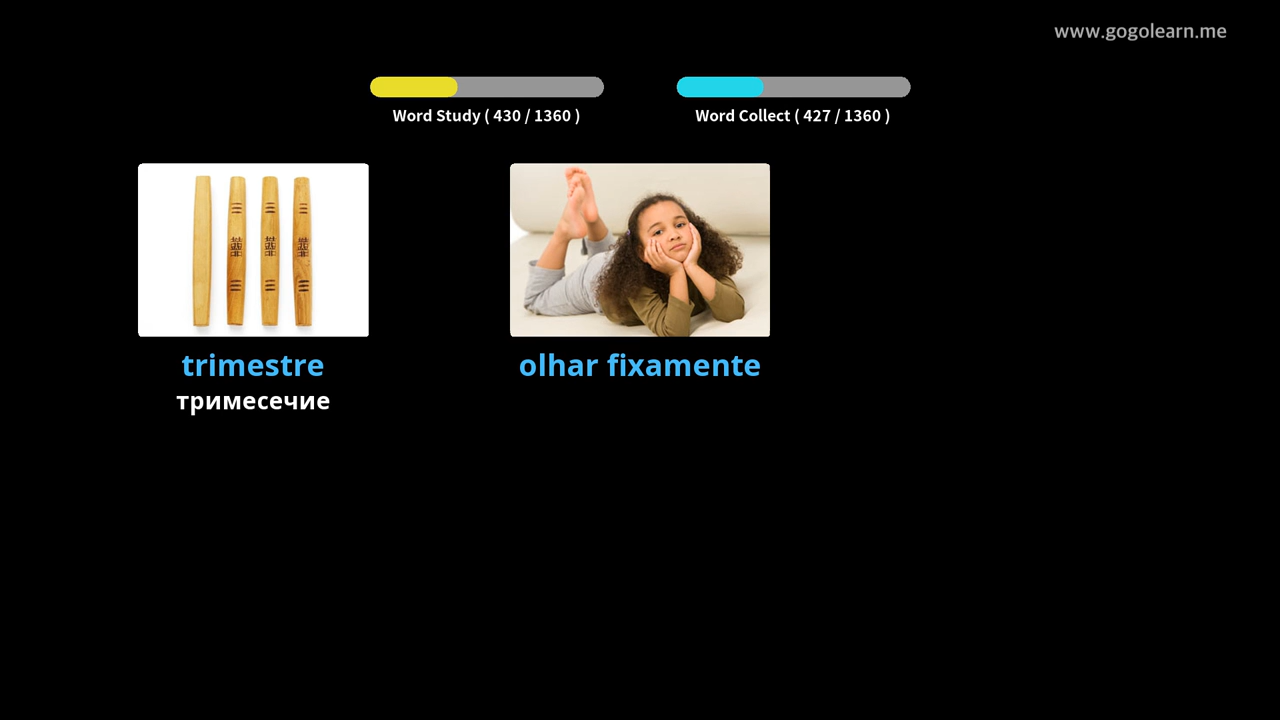 www.gogolearn.me
Word Study ( 430 / 1360 )
Word Collect ( 427 / 1360 )
trimestre
тримесечие
olhar fixamente